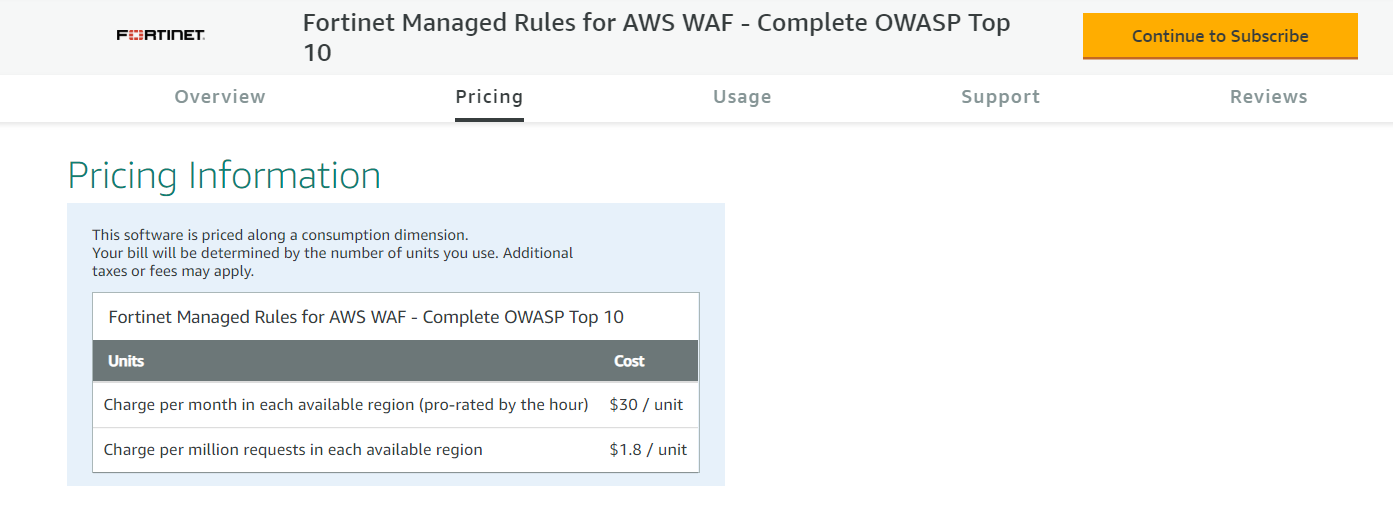 FORTINET
Fortinet Managed Rules for AWS WAF - Complete OWASP Top
10
Continue to Subscribe
Overview
Pricing
Usage
Support
Reviews
Pricing Information
This software is priced along a consumption dimension.
Your bill will be determined by the number of units you use. Additional
taxes or fees may apply.
Fortinet Managed Rules for AWS WAF - Complete OWASP Top 10
Units Cost
Charge per month in each available region (pro-rated by the hour) $30 / unit
Charge per million requests in each available region $1.8 / unit